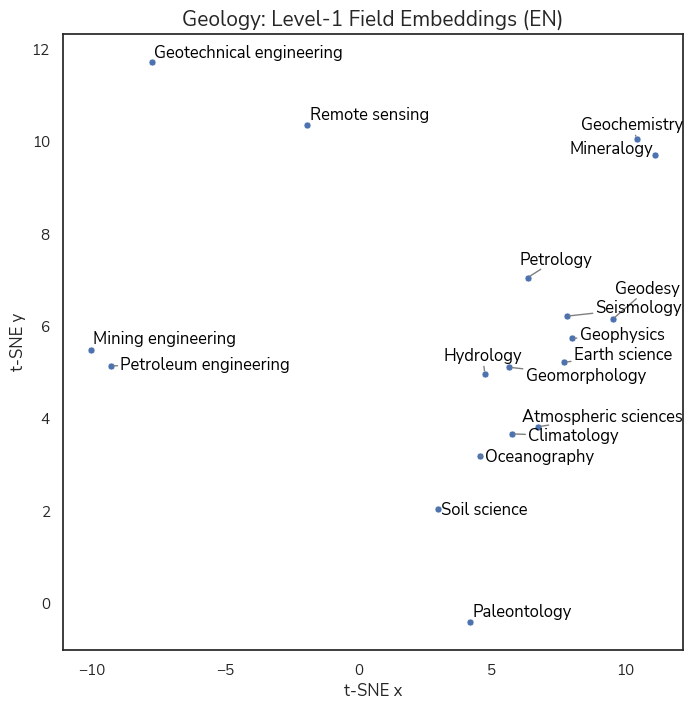 Geology: Level-1 Field Embeddings (EN)
12
Geotechnical engineering
Remote sensing
Geochemistry
10
Mineralogy
8
Petrology
Geodesy
Seismology
6
Mining engineering
Geophysics
Hydrology
Earth science
Petroleum engineering
Geomorphology
t-SNE y
4
Atmospheric sciences
Climatology
Oceanography
2
Soil science
0
Paleontology
−10
−5
0
5
10
t-SNE x